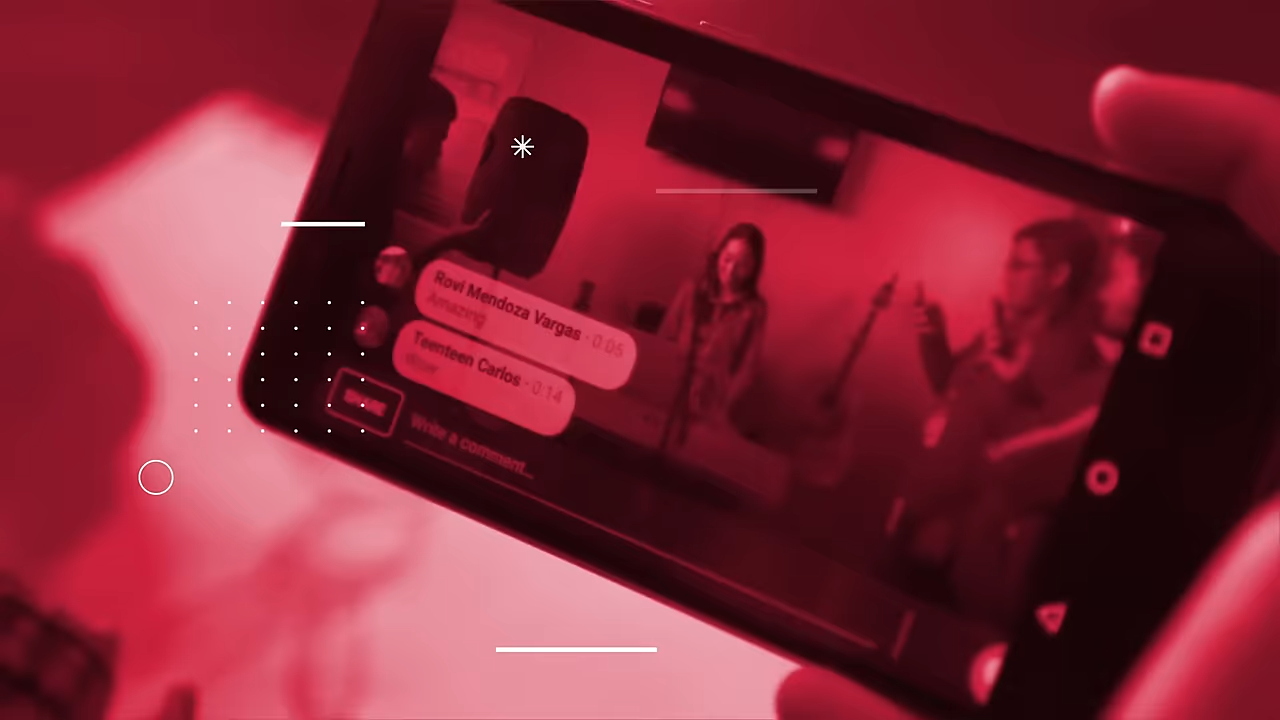 Rovi Mendoza Vargas · 0:05
Amazing
Teenteen Carlos · 0:14
Write a comment...